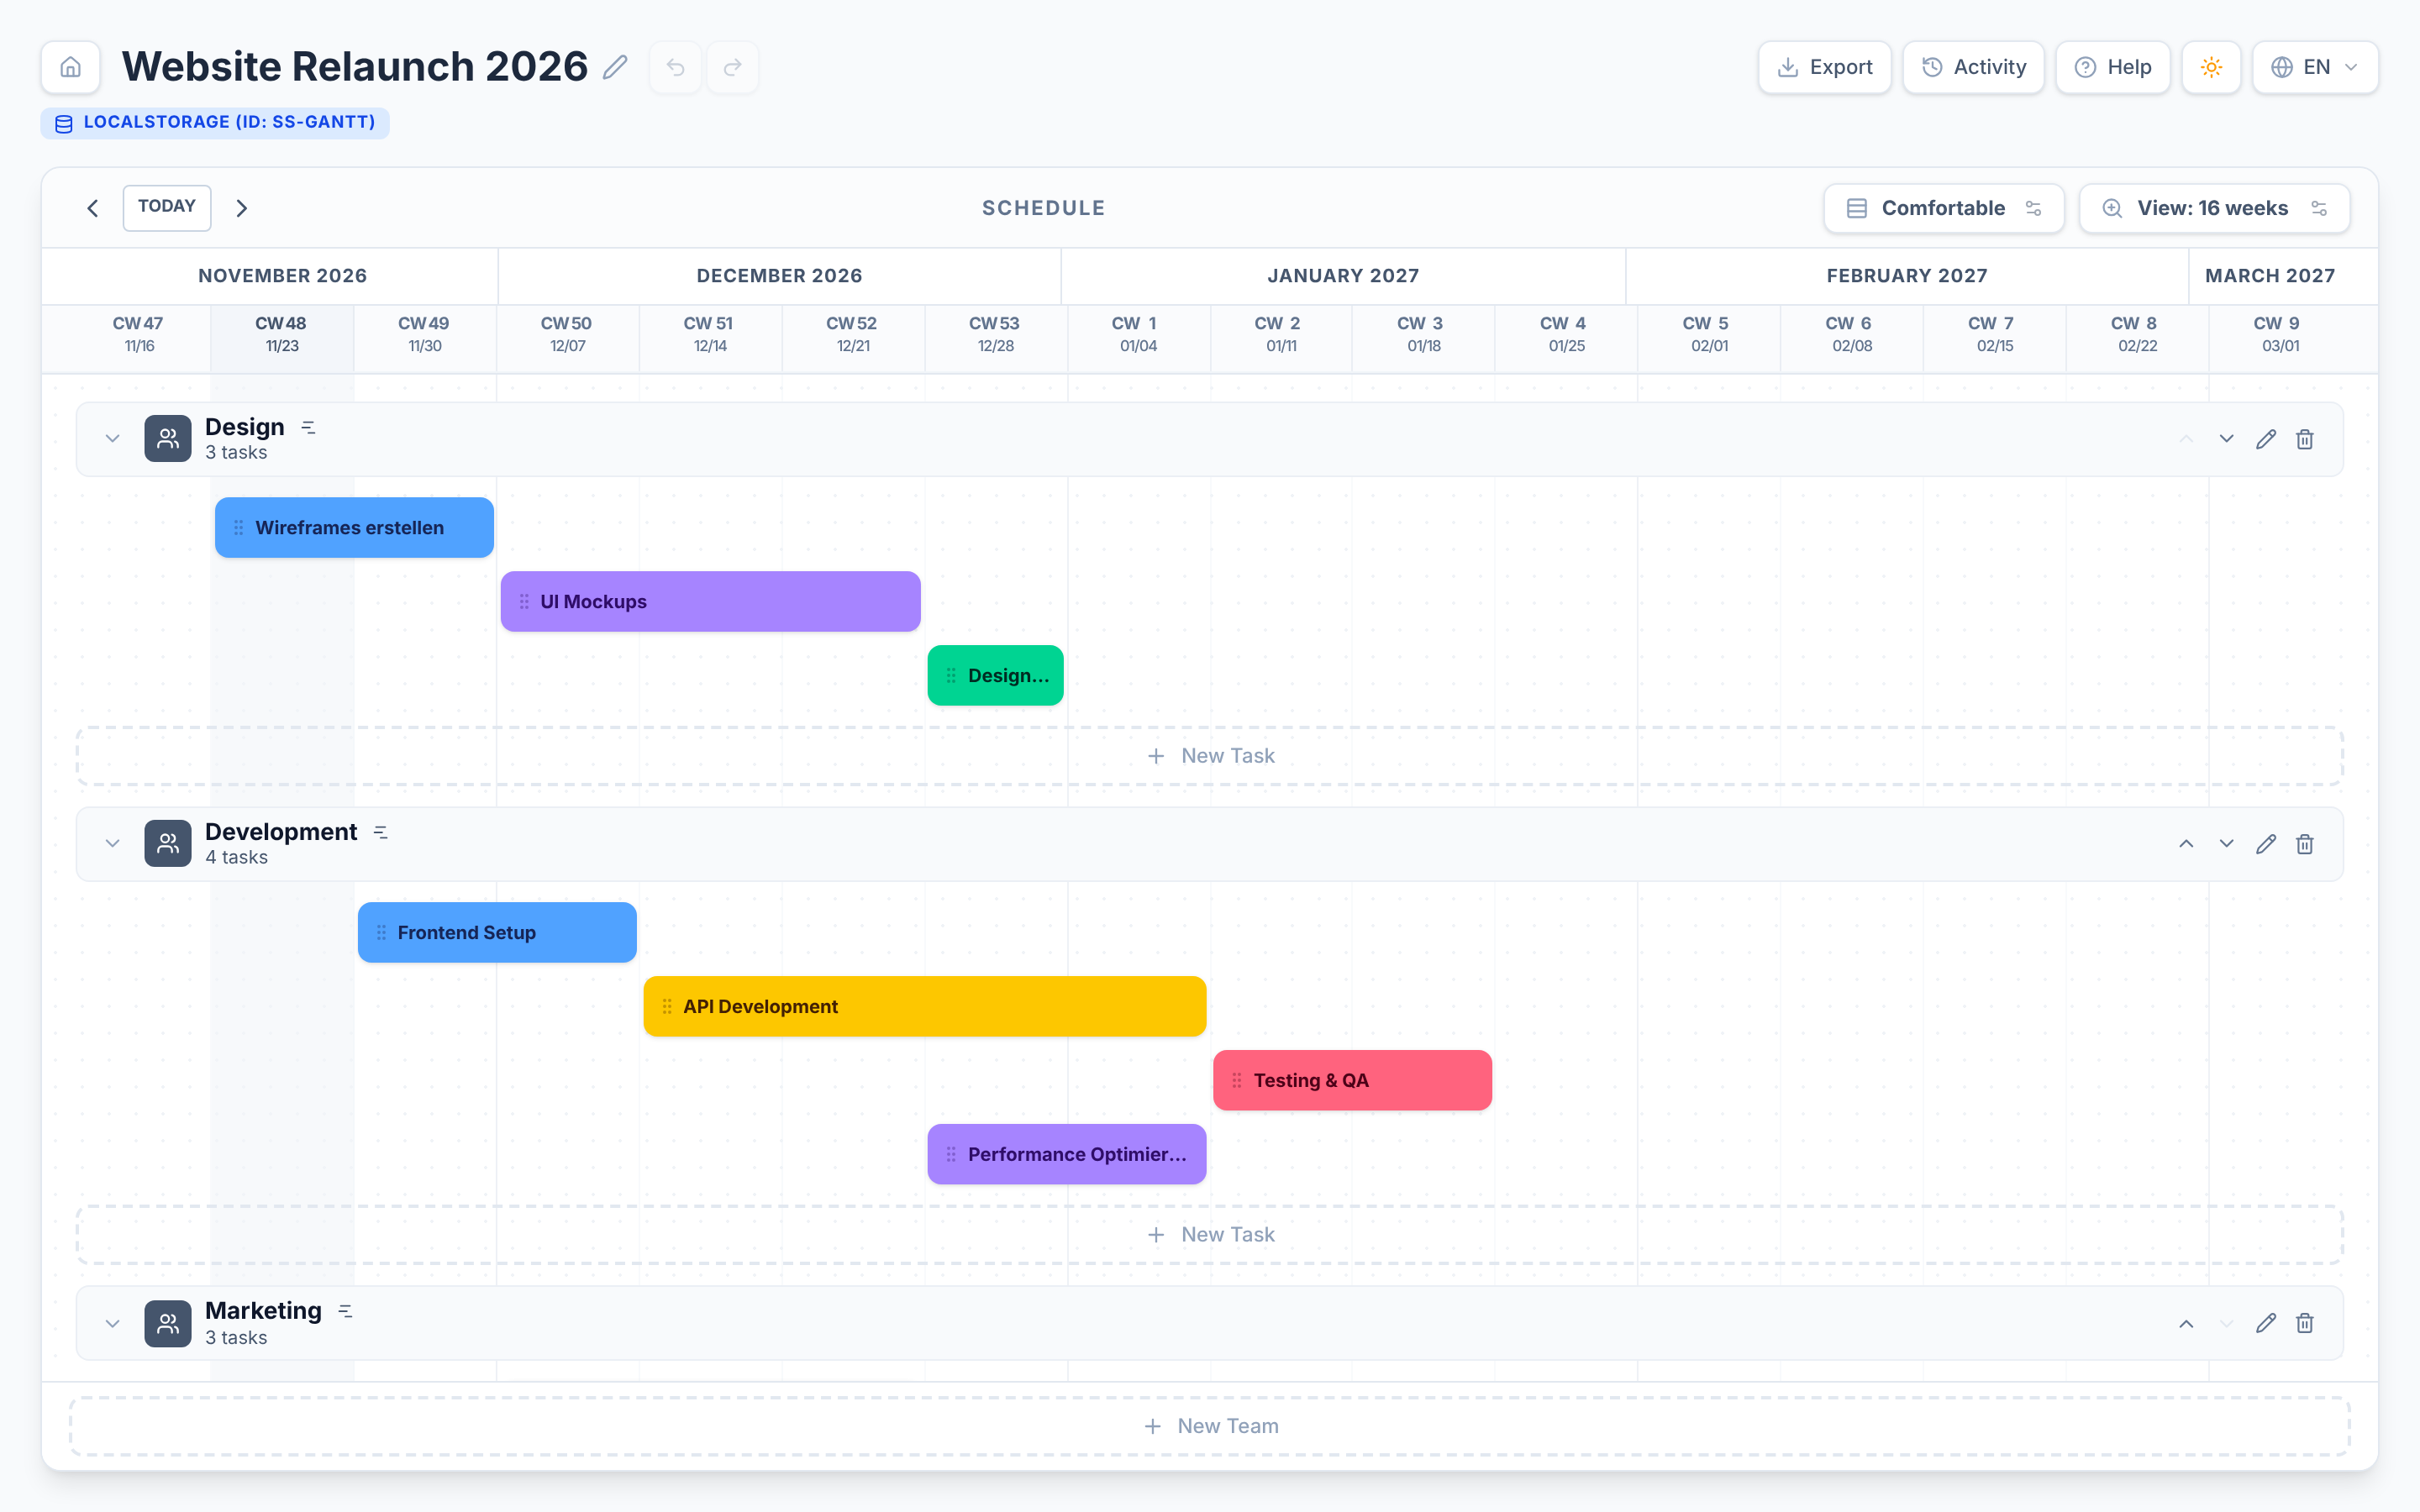 Website Relaunch 2026
Export
Activity
Help
EN
LOCALSTORAGE (ID: SS-GANTT)
TODAY
SCHEDULE
Comfortable
View: 16 weeks
NOVEMBER 2026
DECEMBER 2026
JANUARY 2027
FEBRUARY 2027
MARCH 2027
CW 47
11/16
CW 48
11/23
CW 49
11/30
CW 50
12/07
CW 51
12/14
CW 52
12/21
CW 53
12/28
CW 1
01/04
CW 2
01/11
CW 3
01/18
CW 4
01/25
CW 5
02/01
CW 6
02/08
CW 7
02/15
CW 8
02/22
CW 9
03/01
Design
3 tasks
Wireframes erstellen
UI Mockups
Design...
New Task
Development
4 tasks
Frontend Setup
API Development
Testing & QA
Performance Optimier...
New Task
Marketing
3 tasks
New Team